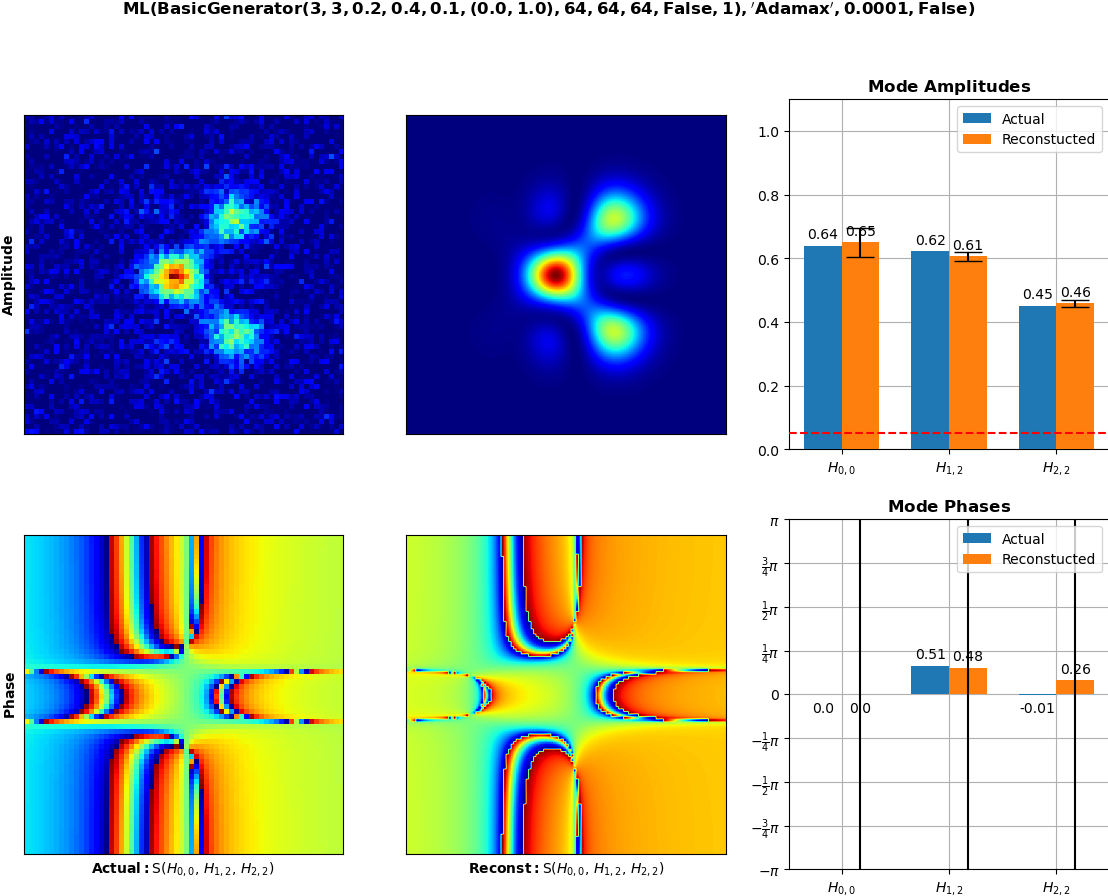 ML(BasicGenerator(3, 3, 0.2, 0.4, 0.1, (0.0, 1.0), 64, 64, 64, False, 1), 'Adamax', 0.0001, False)
Amplitude
Mode Amplitudes
Actual
Reconstucted
1.0
0.8
0.6
0.4
0.2
0.0
0.64 0.65
0.62 0.61
0.45 0.46
H0,0 H1,2 H2,2
Phase
Actual: S(H0,0, H1,2, H2,2)
Reconst: S(H0,0, H1,2, H2,2)
Mode Phases
Actual
Reconstucted
π
3/4π
1/2π
1/4π
0
−1/4π
−1/2π
−3/4π
−π
0.0 0.0
0.51 0.48
-0.01 0.26
H0,0 H1,2 H2,2